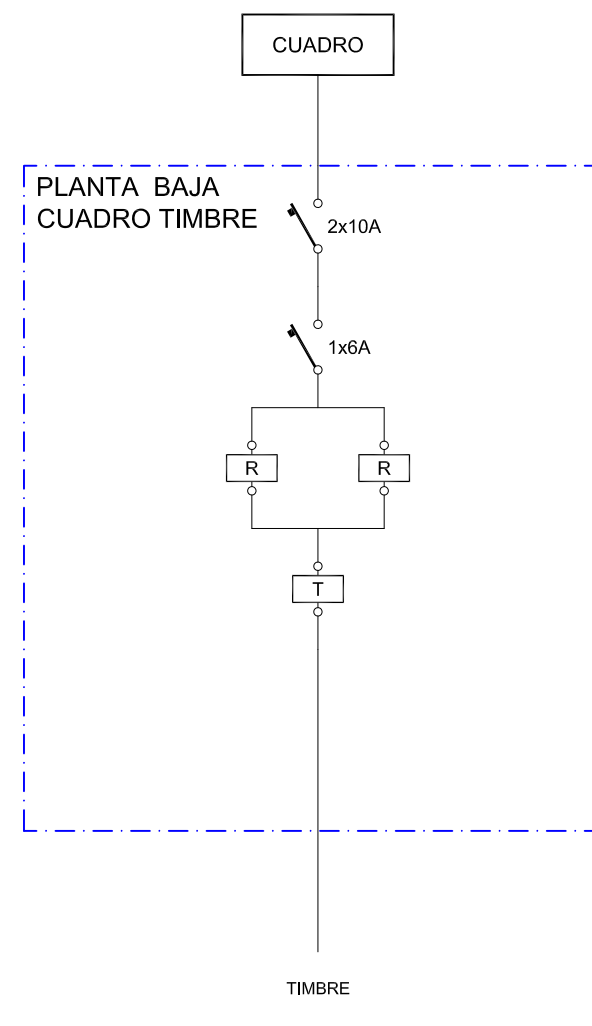 CUADRO
PLANTA BAJA
CUADRO TIMBRE
2x10A
1x6A
R R
T
TIMBRE